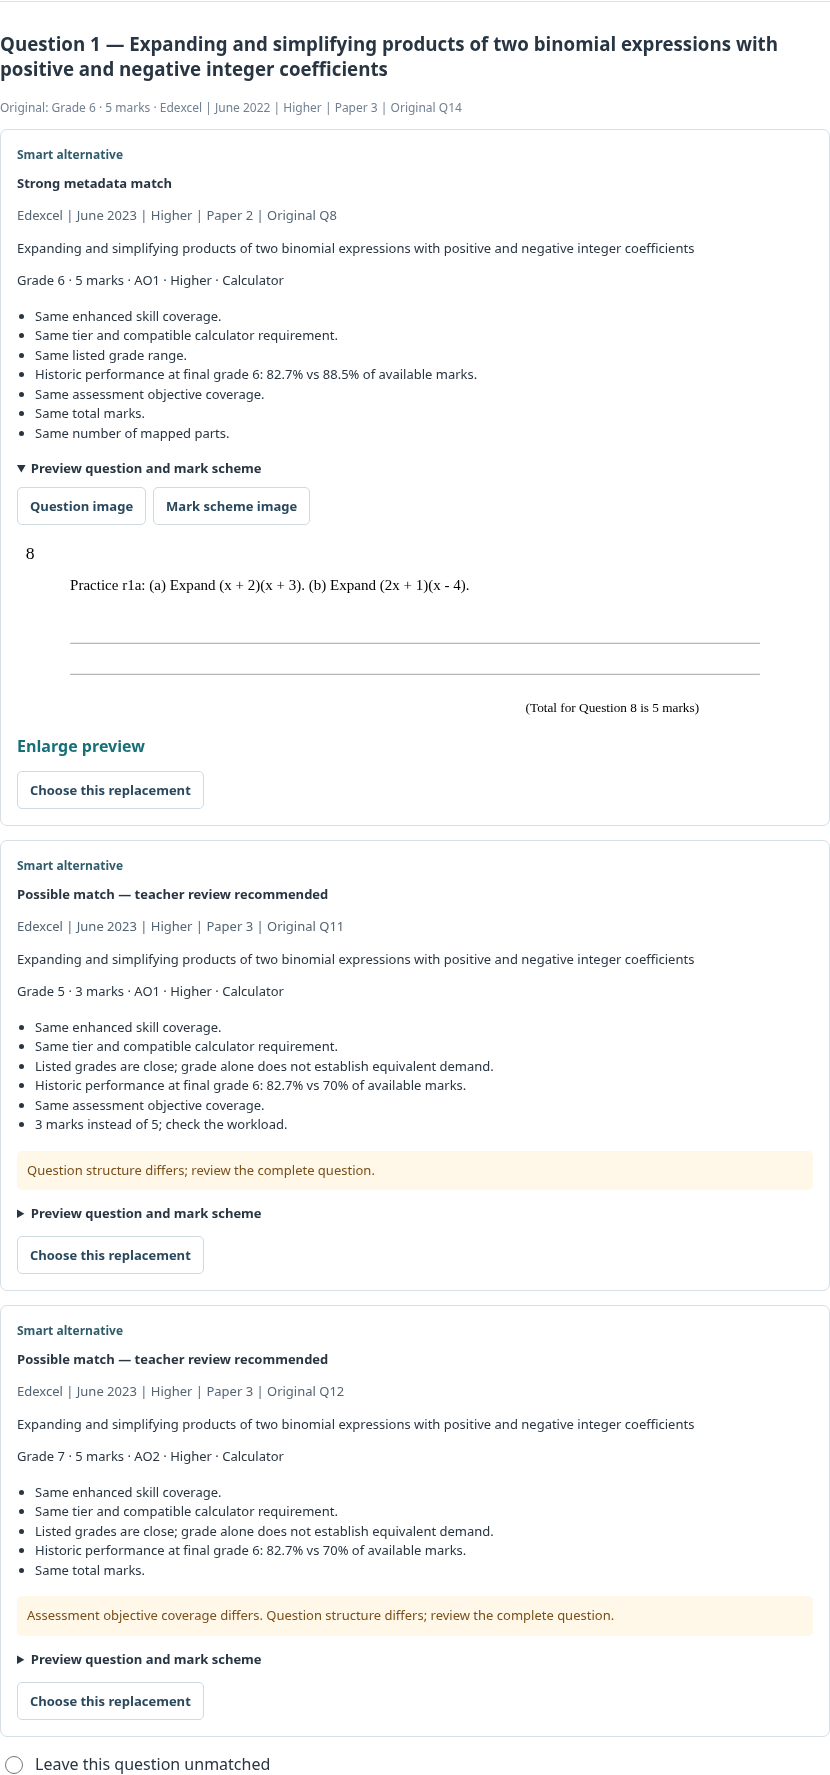 Question 1 — Expanding and simplifying products of two binomial expressions with
positive and negative integer coefficients
Original: Grade 6 · 5 marks · Edexcel | June 2022 | Higher | Paper 3 | Original Q14
Smart alternative
Strong metadata match
Edexcel | June 2023 | Higher | Paper 2 | Original Q8
Expanding and simplifying products of two binomial expressions with positive and negative integer coefficients
Grade 6 · 5 marks · AO1 · Higher · Calculator
• Same enhanced skill coverage.
• Same tier and compatible calculator requirement.
• Same listed grade range.
• Historic performance at final grade 6: 82.7% vs 88.5% of available marks.
• Same assessment objective coverage.
• Same total marks.
• Same number of mapped parts.
▼ Preview question and mark scheme
Question image Mark scheme image
8
Practice r1a: (a) Expand (x + 2)(x + 3). (b) Expand (2x + 1)(x - 4).
(Total for Question 8 is 5 marks)
Enlarge preview
Choose this replacement
Smart alternative
Possible match — teacher review recommended
Edexcel | June 2023 | Higher | Paper 3 | Original Q11
Expanding and simplifying products of two binomial expressions with positive and negative integer coefficients
Grade 5 · 3 marks · AO1 · Higher · Calculator
• Same enhanced skill coverage.
• Same tier and compatible calculator requirement.
• Listed grades are close; grade alone does not establish equivalent demand.
• Historic performance at final grade 6: 82.7% vs 70% of available marks.
• Same assessment objective coverage.
• 3 marks instead of 5; check the workload.
Question structure differs; review the complete question.
▶ Preview question and mark scheme
Choose this replacement
Smart alternative
Possible match — teacher review recommended
Edexcel | June 2023 | Higher | Paper 3 | Original Q12
Expanding and simplifying products of two binomial expressions with positive and negative integer coefficients
Grade 7 · 5 marks · AO2 · Higher · Calculator
• Same enhanced skill coverage.
• Same tier and compatible calculator requirement.
• Listed grades are close; grade alone does not establish equivalent demand.
• Historic performance at final grade 6: 82.7% vs 70% of available marks.
• Same total marks.
Assessment objective coverage differs. Question structure differs; review the complete question.
▶ Preview question and mark scheme
Choose this replacement
Leave this question unmatched